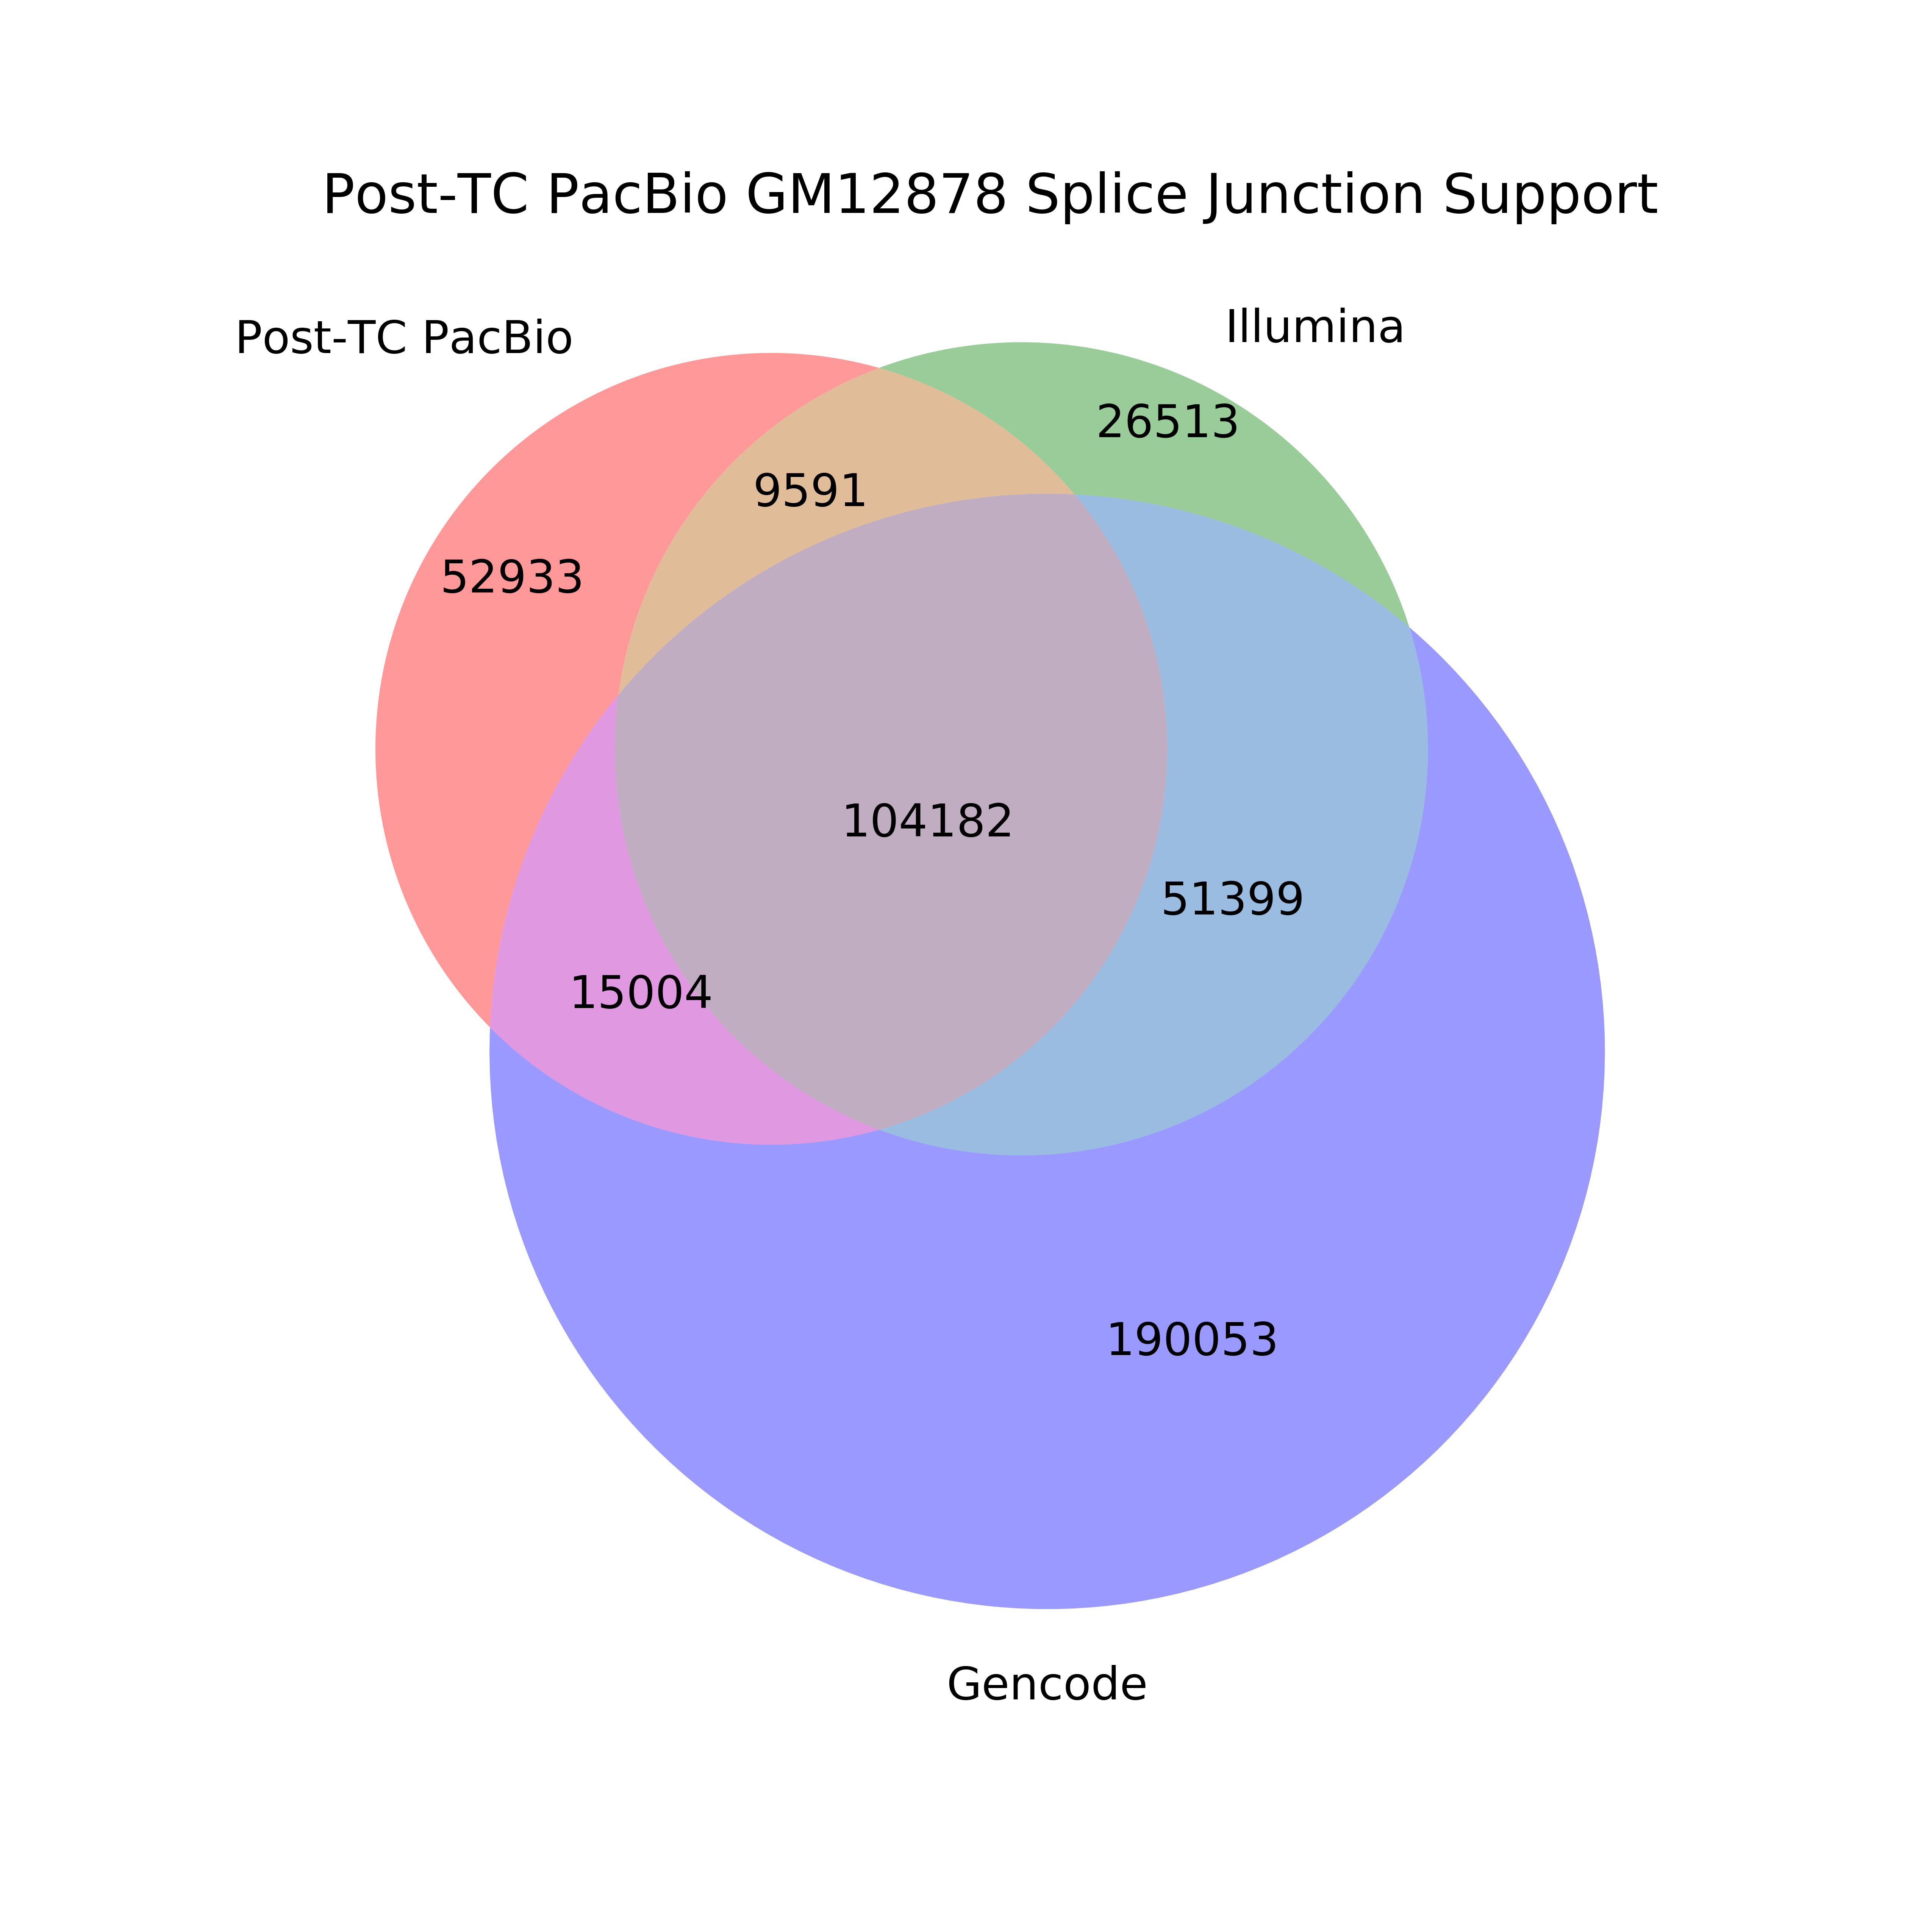 Post-TC PacBio GM12878 Splice Junction Support
Post-TC PacBio
Illumina
26513
9591
52933
104182
51399
15004
190053
Gencode